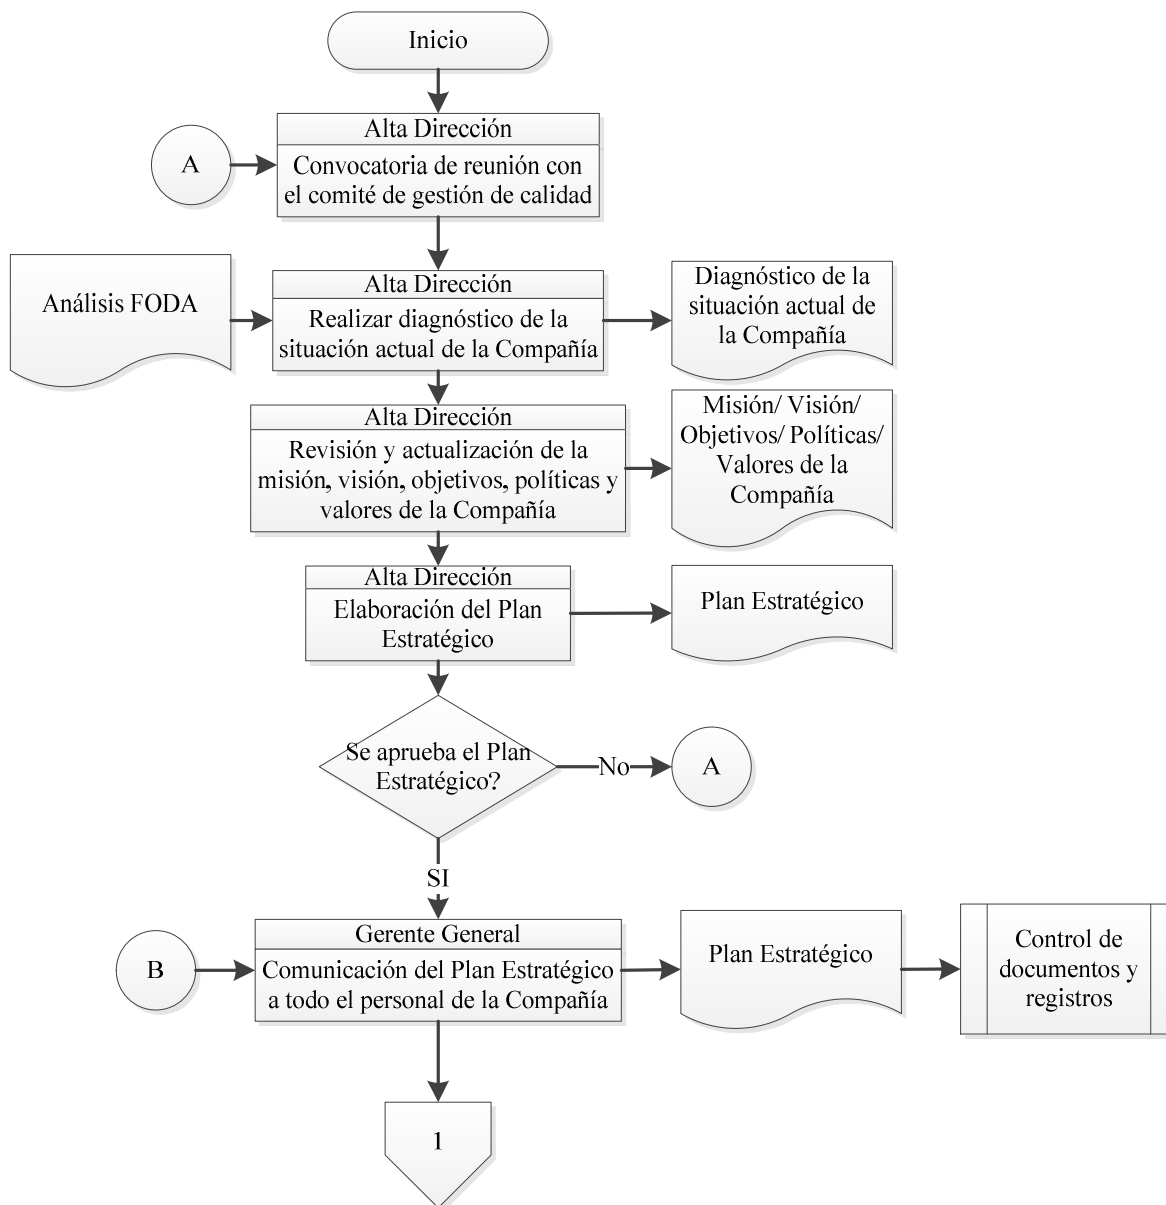 Inicio
Alta Dirección
A
Convocatoria de reunión con
el comité de gestión de calidad
Análisis FODA
Alta Dirección
Realizar diagnóstico de la
situación actual de la Compañía
Diagnóstico de la
situación actual de
la Compañía
Alta Dirección
Revisión y actualización de la
misión, visión, objetivos, políticas y
valores de la Compañía
Misión/ Visión/
Objetivos/ Políticas/
Valores de la
Compañía
Alta Dirección
Elaboración del Plan
Estratégico
Plan Estratégico
Se aprueba el Plan
Estratégico?
No
A
SI
B
Gerente General
Comunicación del Plan Estratégico
a todo el personal de la Compañía
Plan Estratégico
Control de
documentos y
registros
1